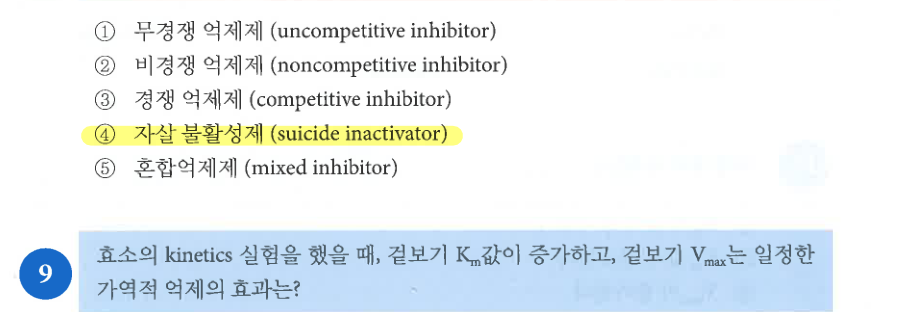 ① 무경쟁 억제제 (uncompetitive inhibitor)
② 비경쟁 억제제 (noncompetitive inhibitor)
③ 경쟁 억제제 (competitive inhibitor)
④ 자살 불활성제 (suicide inactivator)
⑤ 혼합억제제 (mixed inhibitor)
9 효소의 kinetics 실험을 했을 때, 겉보기 Km값이 증가하고, 겉보기 Vmax는 일정한
가역적 억제의 효과는?